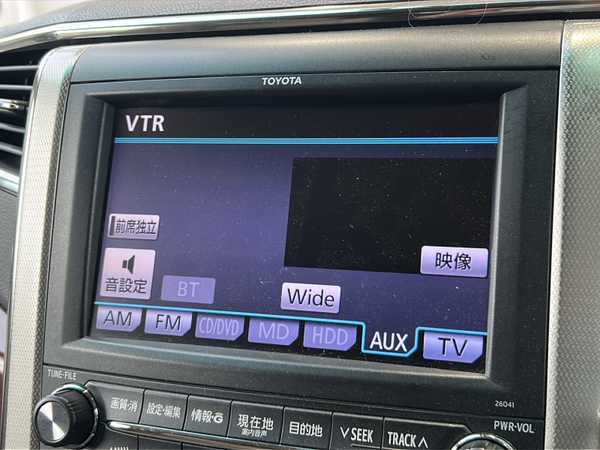 TOYOTA
VTR
前席独立
映像
音設定
BT
Wide
AM
FM
CD/DVD
MD
HDD
AUX
TV
TUNE•FILE
26041
画質•消
設定•編集
情報•G
現在地
案内音声
目的地
∨SEEK
TRACK∧
PWR•VOL